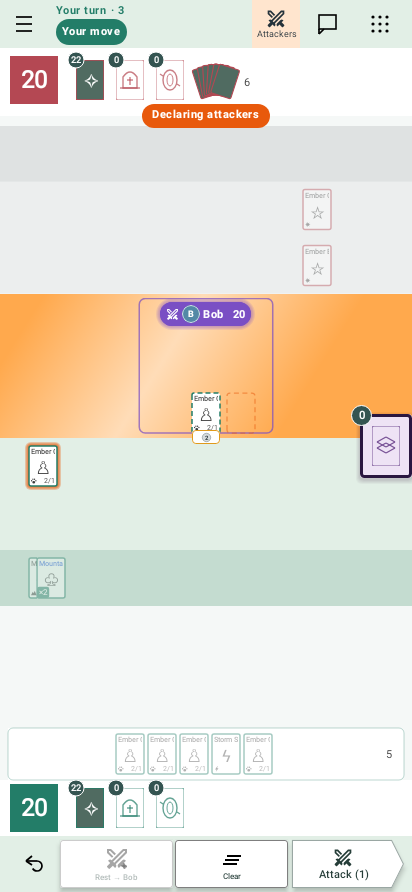 Your turn · 3
Your move
Attackers
20
22
0
0
6
Declaring attackers
Ember
Ember
B Bob 20
Ember
2/1
2
0
Ember
2/1
M Mounta
×2
Ember
2/1
Ember
2/1
Ember
2/1
Storm S
Ember
2/1
5
20
22
0
0
Rest → Bob
Clear
Attack (1)